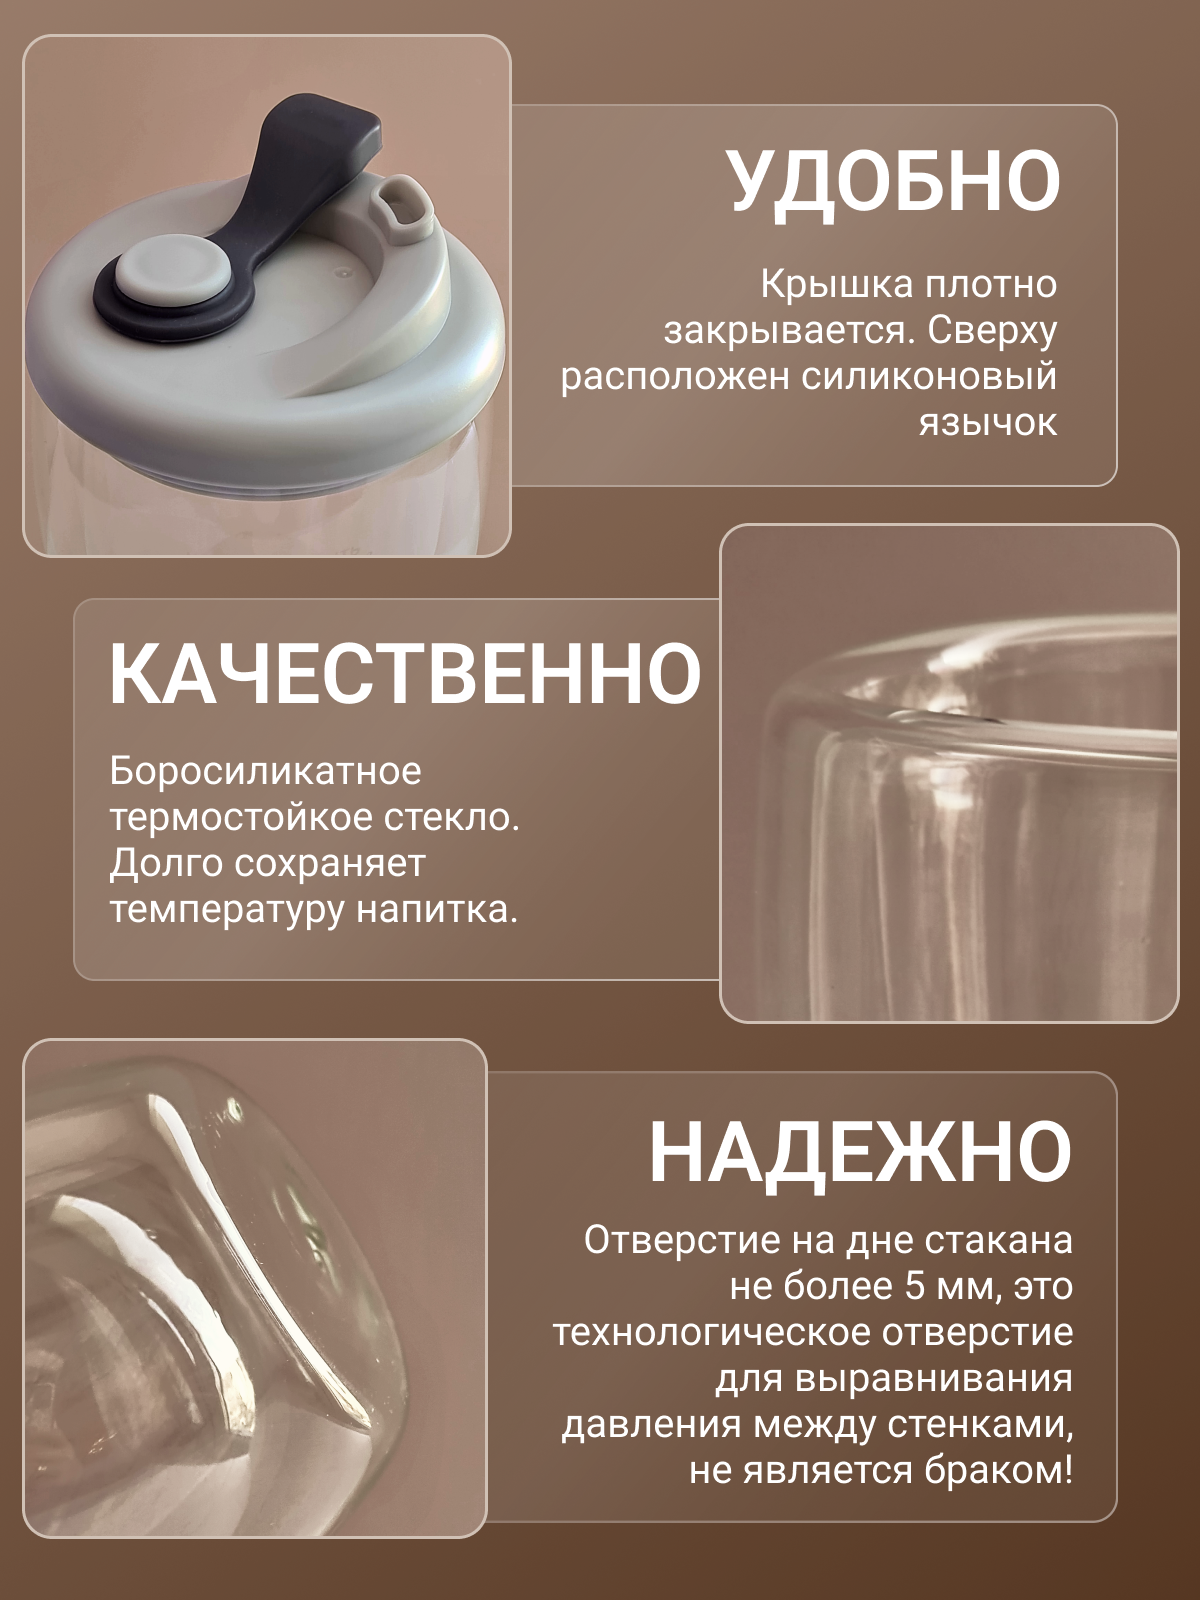 УДОБНО
Крышка плотно
закрывается. Сверху
расположен силиконовый
язычок
КАЧЕСТВЕННО
Боросиликатное
термостойкое стекло.
Долго сохраняет
температуру напитка.
НАДЕЖНО
Отверстие на дне стакана
не более 5 мм, это
технологическое отверстие
для выравнивания
давления между стенками,
не является браком!